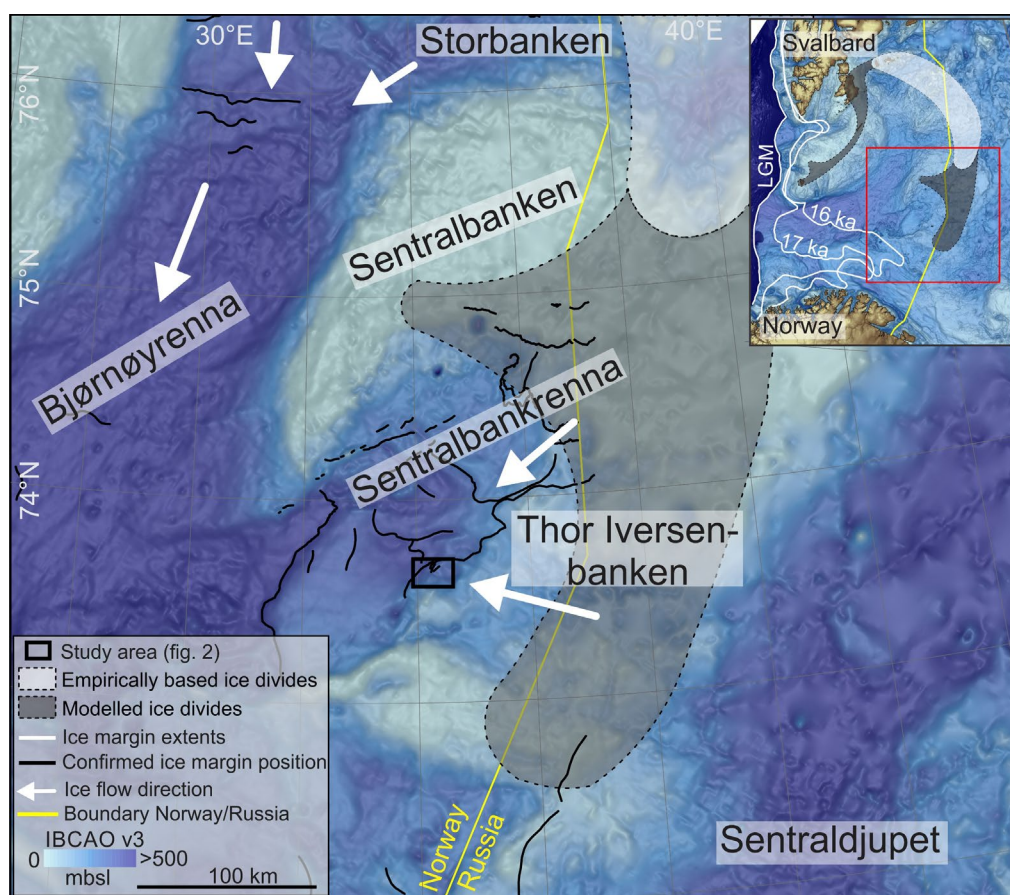 30°E
40°E
76°N
75°N
74°N
Storbanken
Sentralbanken
Bjørnøyrenna
Sentralbankrenna
Thor Iversen-
banken
Sentraldjupet
Norway
Russia
Svalbard
LGM
16 ka
17 ka
Norway
Study area (fig. 2)
Empirically based ice divides
Modelled ice divides
Ice margin extents
Confirmed ice margin position
Ice flow direction
Boundary Norway/Russia
IBCAO v3
0 >500
mbsl
100 km